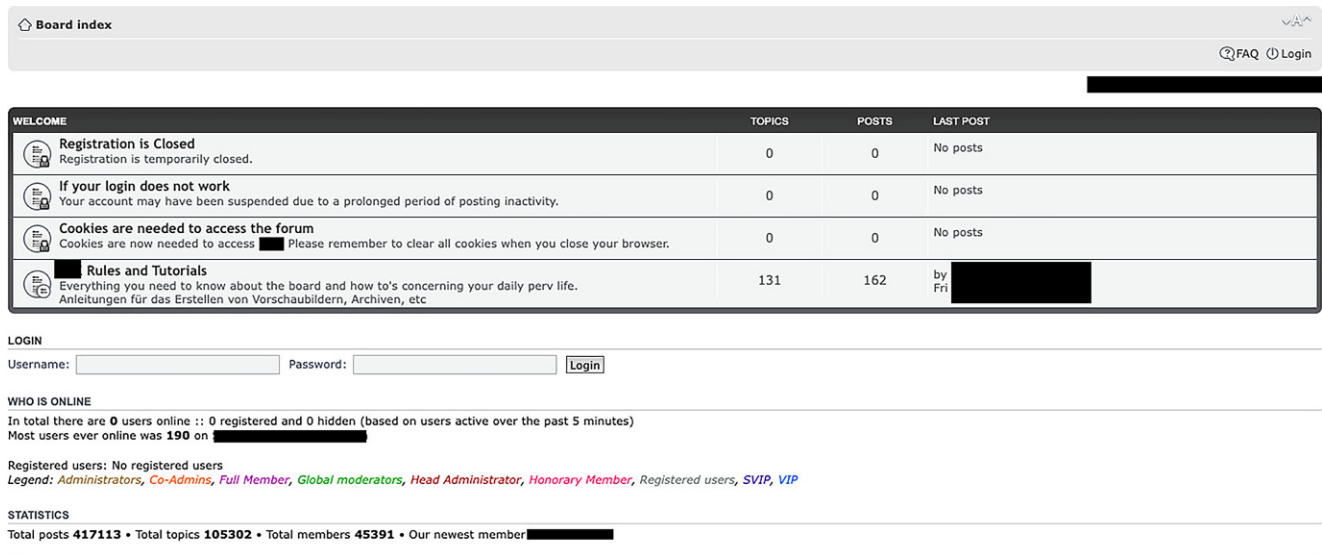 Board index
A
FAQ Login
WELCOME TOPICS POSTS LAST POST
Registration is Closed
Registration is temporarily closed. 0 0 No posts
If your login does not work
Your account may have been suspended due to a prolonged period of posting inactivity. 0 0 No posts
Cookies are needed to access the forum
Cookies are now needed to access Please remember to clear all cookies when you close your browser. 0 0 No posts
Rules and Tutorials
Everything you need to know about the board and how to's concerning your daily perv life. 131 162 by
Fri
Anleitungen für das Erstellen von Vorschaubildern, Archiven, etc
LOGIN
Username: Password: Login
WHO IS ONLINE
In total there are 0 users online :: 0 registered and 0 hidden (based on users active over the past 5 minutes)
Most users ever online was 190 on
Registered users: No registered users
Legend: Administrators, Co-Admins, Full Member, Global moderators, Head Administrator, Honorary Member, Registered users, SVIP, VIP
STATISTICS
Total posts 417113 • Total topics 105302 • Total members 45391 • Our newest member